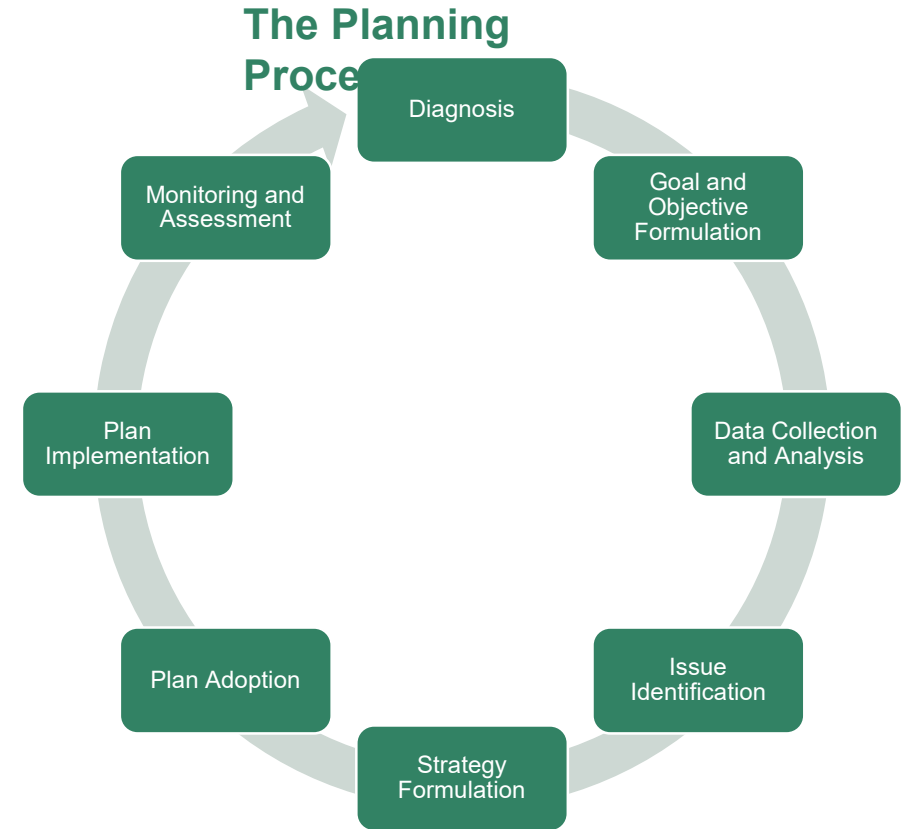 The Planning
Proce
Diagnosis
Goal and
Objective
Formulation
Data Collection
and Analysis
Issue
Identification
Strategy
Formulation
Plan Adoption
Plan
Implementation
Monitoring and
Assessment